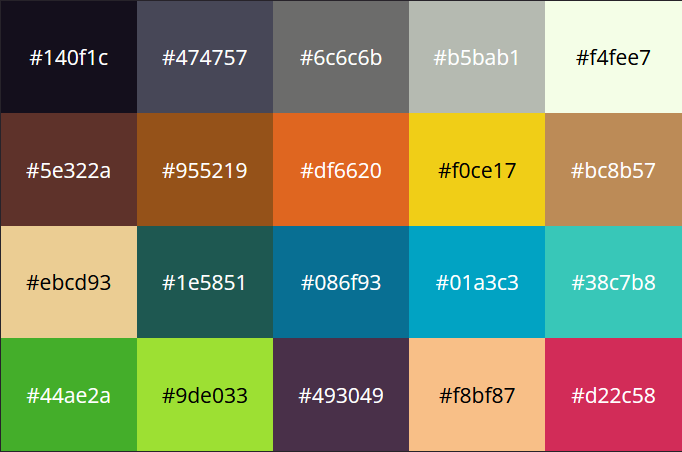 #140f1c #474757 #6c6c6b #b5bab1 #f4fee7
#5e322a #955219 #df6620 #f0ce17 #bc8b57
#ebcd93 #1e5851 #086f93 #01a3c3 #38c7b8
#44ae2a #9de033 #493049 #f8bf87 #d22c58